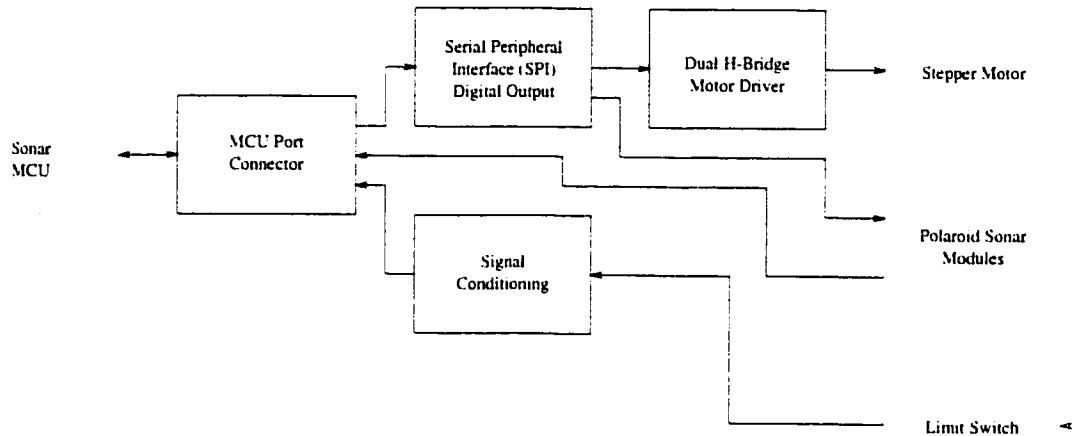 Serial Peripheral
Interface (SPI)
Digital Output
Dual H-Bridge
Motor Driver
Stepper Motor
MCU Port
Connector
Sonar
MCU
Signal
Conditioning
Polaroid Sonar
Modules
Limit Switch